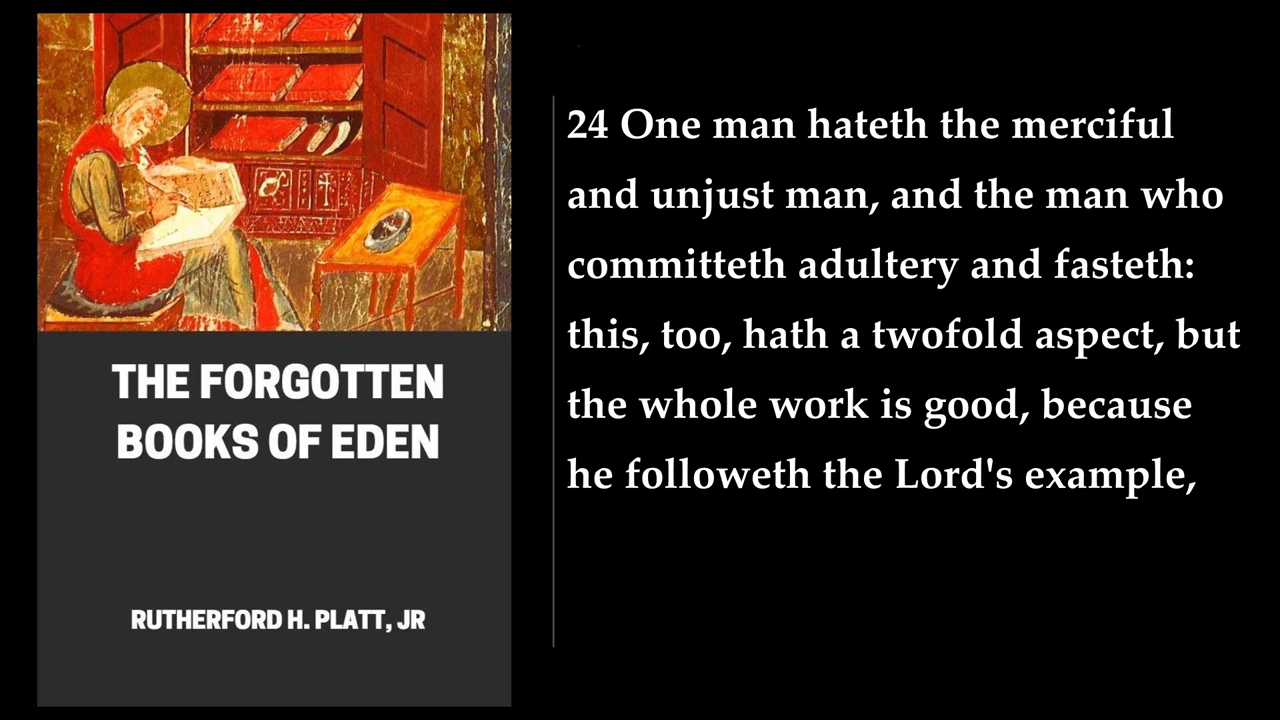 THE FORGOTTEN
BOOKS OF EDEN
RUTHERFORD H. PLATT, JR
24 One man hateth the merciful
and unjust man, and the man who
committeth adultery and fasteth:
this, too, hath a twofold aspect, but
the whole work is good, because
he followeth the Lord's example,